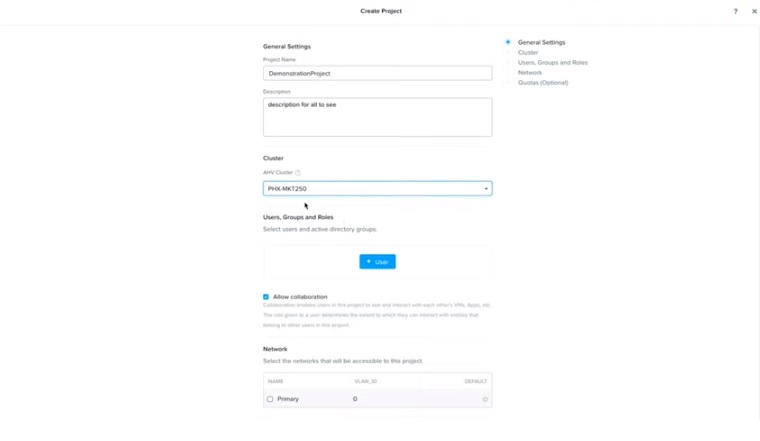 Create Project
?
General Settings
Project Name
DemonstrationProject
Description
description for all to see
Cluster
AHV Cluster ?
PHX-MKT250
Users, Groups and Roles
Select users and active directory groups.
+ User
Allow collaboration
Collaboration enables users in this project to see and interact with each other's VMs, Apps, etc.
The role given to a user determines the extent to which they can interact with entities that
belong to other users in this project.
Network
Select the networks that will be accessible to this project.
NAME VLAN_ID DEFAULT
Primary 0
General Settings
Cluster
Users, Groups and Roles
Network
Quotas (Optional)